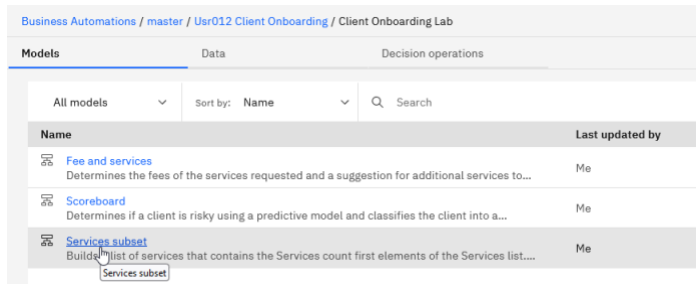 Business Automations / master / Usr012 Client Onboarding / Client Onboarding Lab
Models Data Decision operations
All models Sort by: Name Search
Name Last updated by
Fee and services
Determines the fees of the services requested and a suggestion for additional services to...
Me
Scoreboard
Determines if a client is risky using a predictive model and classifies the client into a...
Me
Services subset
Builds list of services that contains the Services count first elements of the Services list....
Me
Services subset